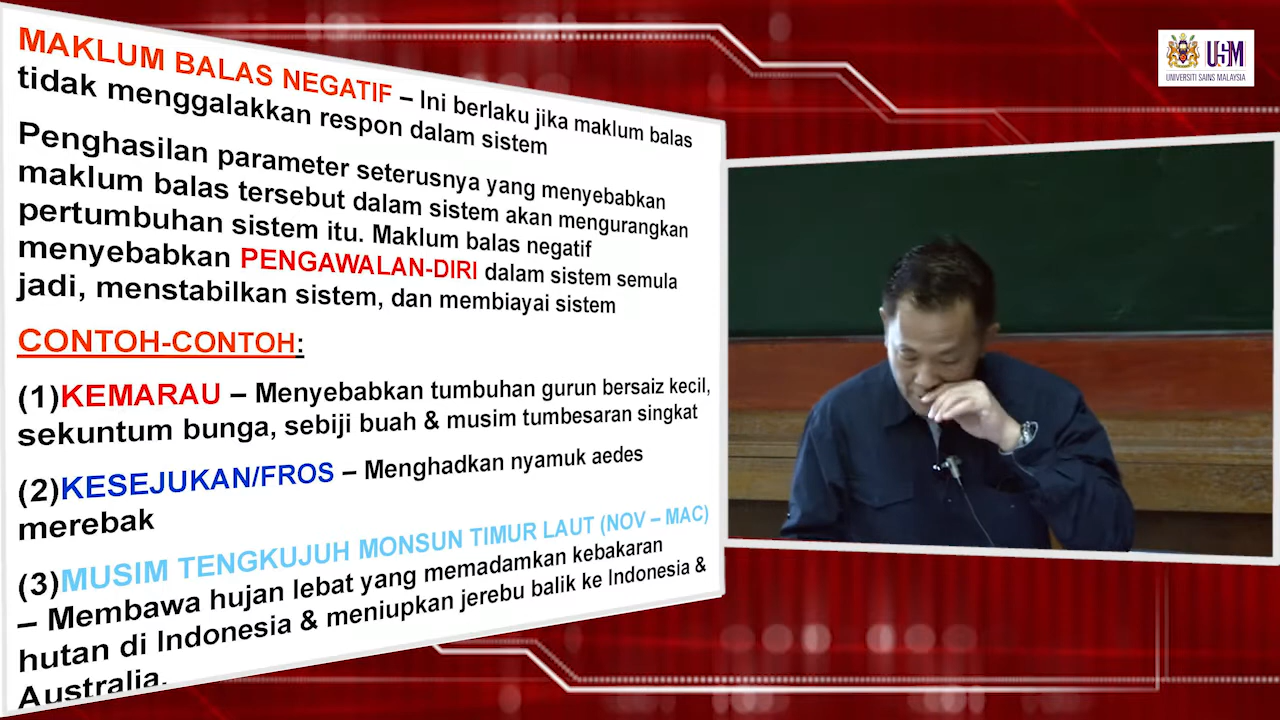 MAKLUM BALAS NEGATIF – Ini berlaku jika maklum balas
tidak menggalakkan respon dalam sistem
Penghasilan parameter seterusnya yang menyebabkan
maklum balas tersebut dalam sistem akan mengurangkan
pertumbuhan sistem itu. Maklum balas negatif
menyebabkan PENGAWALAN-DIRI dalam sistem semula
jadi, menstabilkan sistem, dan membiayai sistem
CONTOH-CONTOH:
(1)KEMARAU – Menyebabkan tumbuhan gurun bersaiz kecil,
sekuntum bunga, sebiji buah & musim tumbesaran singkat
(2)KESEJUKAN/FROS – Menghadkan nyamuk aedes
merebak
(3)MUSIM TENGKUJUH MONSUN TIMUR LAUT (NOV – MAC)
– Membawa hujan lebat yang memadamkan kebakaran
hutan di Indonesia & meniupkan jerebu balik ke Indonesia &
Australia.
USM
UNIVERSITI SAINS MALAYSIA